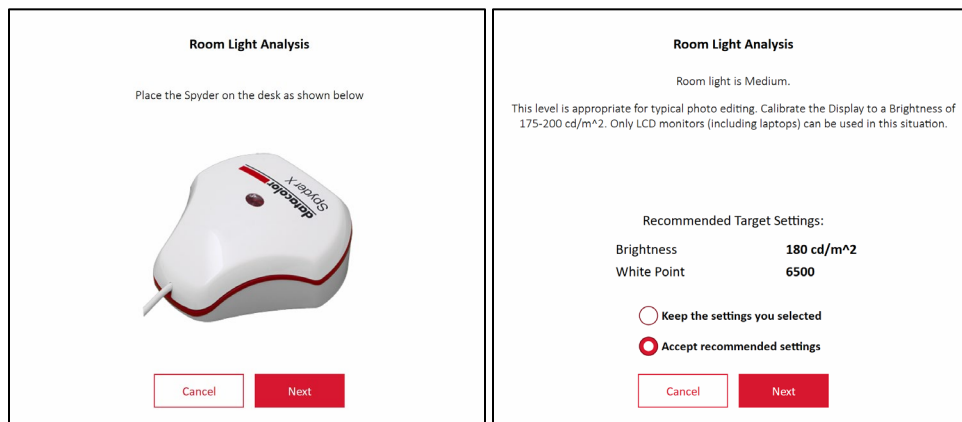 Room Light Analysis
Place the Spyder on the desk as shown below
datacolor
Spyder X
Cancel
Next
Room Light Analysis
Room light is Medium.
This level is appropriate for typical photo editing. Calibrate the Display to a Brightness of
175-200 cd/m^2. Only LCD monitors (including laptops) can be used in this situation.
Recommended Target Settings:
Brightness 180 cd/m^2
White Point 6500
Keep the settings you selected
Accept recommended settings
Cancel
Next